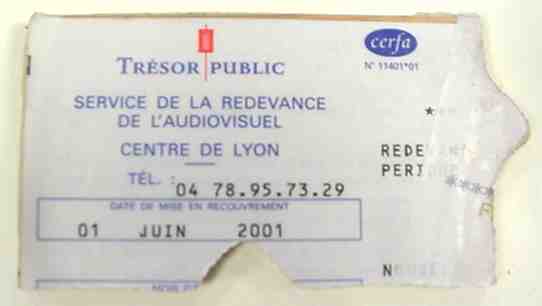 TRÉSOR PUBLIC
cerfa
N° 11401*01
SERVICE DE LA REDEVANCE
DE L'AUDIOVISUEL
CENTRE DE LYON
TÉL. :
04 78.95.73.29
DATE DE MISE EN RECOUVREMENT
01 JUIN 2001